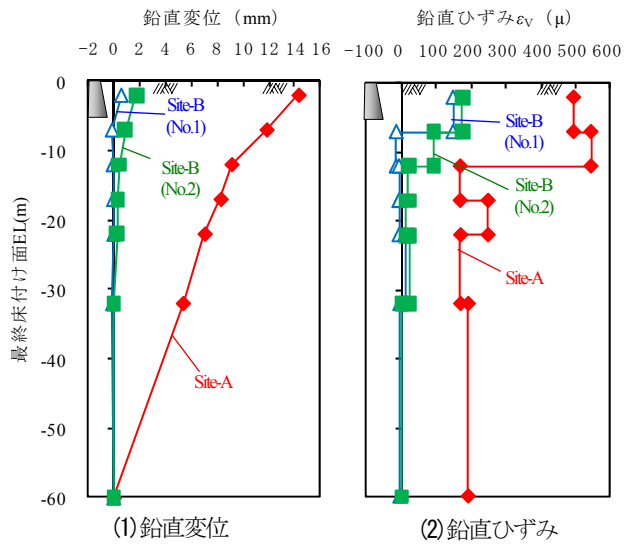 鉛直変位(mm)
-2 0 2 4 6 8 10 12 14 16
最終床付け面EL(m)
0
-10
-20
-30
-40
-50
-60
Site-B
(No.1)
Site-B
(No.2)
Site-A
(1)鉛直変位
鉛直ひずみεV (μ)
-100 0 100 200 300 400 500 600
Site-B
(No.1)
Site-B
(No.2)
Site-A
(2)鉛直ひずみ